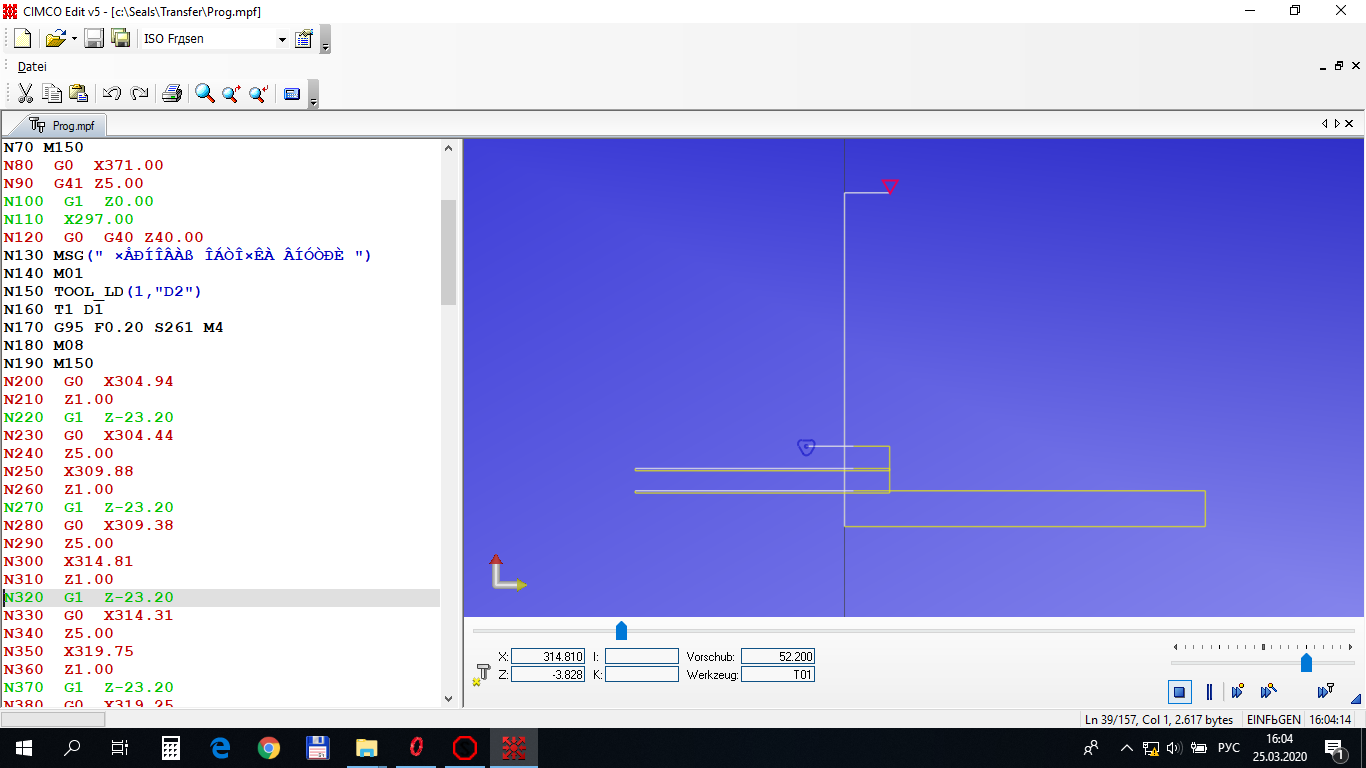 CIMCO Edit v5 - [c:\Seals\Transfer\Prog.mpf]
ISO Frдsen
Datei
Prog.mpf
N70 M150
N80 G0 X371.00
N90 G41 Z5.00
N100 G1 Z0.00
N110 X297.00
N120 G0 G40 Z40.00
N130 MSG(" ×ÅÐÍÎÂÀß ÎÁÒÎ×ÊÀ ÂÍÓÒÐÈ ")
N140 M01
N150 TOOL_LD(1,"D2")
N160 T1 D1
N170 G95 F0.20 S261 M4
N180 M08
N190 M150
N200 G0 X304.94
N210 Z1.00
N220 G1 Z-23.20
N230 G0 X304.44
N240 Z5.00
N250 X309.88
N260 Z1.00
N270 G1 Z-23.20
N280 G0 X309.38
N290 Z5.00
N300 X314.81
N310 Z1.00
N320 G1 Z-23.20
N330 G0 X314.31
N340 Z5.00
N350 X319.75
N360 Z1.00
N370 G1 Z-23.20
N380 G0 X319.25
X: 314.810 I: Vorschub: 52.200
Z: -3.828 K: Werkzeug: T01
Ln 39/157, Col 1, 2.617 bytes EINFЬGEN 16:04:14
РУС
16:04
25.03.2020
1